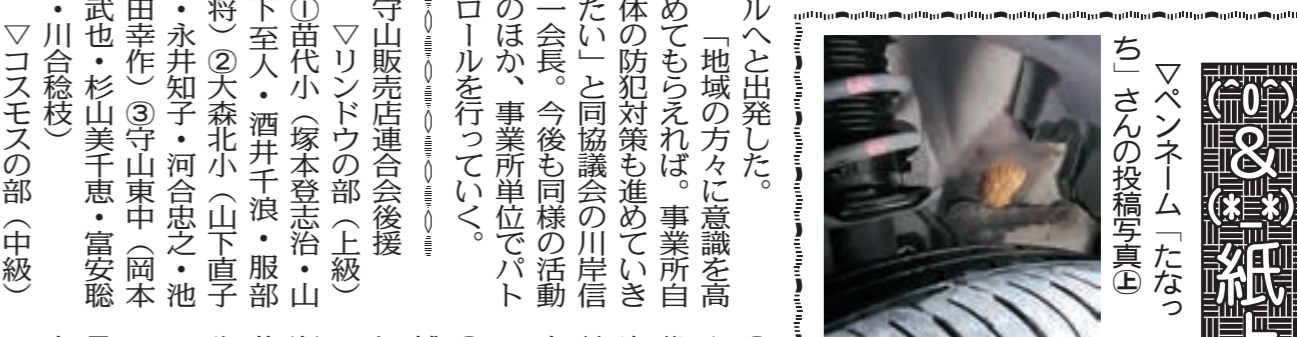 (^0^)&(*_*)紙
▽ペンネーム「たなっ
ち」さんの投稿写真㊤
ルへと出発した。
「地域の方々に意識を高
めてもらえれば。事業所自
体の防犯対策も進めていき
たい」と同協議会の川岸信
一会長。今後も同様の活動
のほか、事業所単位でパト
ロールを行っていく。
守山販売店連合会後援
▽リンドウの部(上級)
①苗代小(塚本登志治・山
下至人・酒井千浪・服部
将)②大森北小(山下直子
・永井知子・河合忠之・池
田幸作)③守山東中(岡本
武也・杉山美千恵・富安聡
・川合稔枝)
▽コスモスの部(中級)